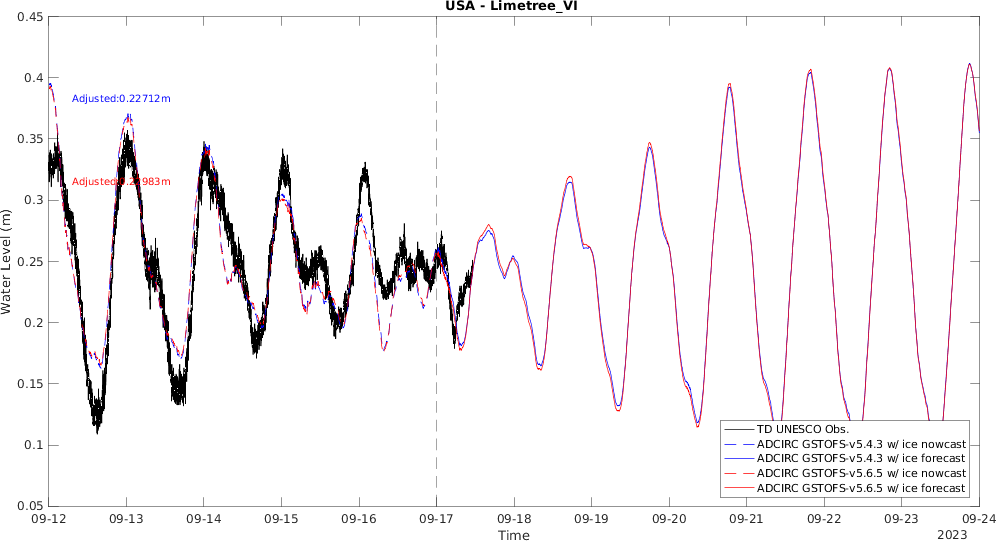 USA - Limetree_VI
0.45
0.4
0.35
0.3
0.25
0.2
0.15
0.1
0.05
Water Level (m)
Adjusted:0.22712m
Adjusted:0.22983m
TD UNESCO Obs.
ADCIRC GSTOFS-v5.4.3 w/ ice nowcast
ADCIRC GSTOFS-v5.4.3 w/ ice forecast
ADCIRC GSTOFS-v5.6.5 w/ ice nowcast
ADCIRC GSTOFS-v5.6.5 w/ ice forecast
09-12 09-13 09-14 09-15 09-16 09-17 09-18 09-19 09-20 09-21 09-22 09-23 09-24
Time
2023